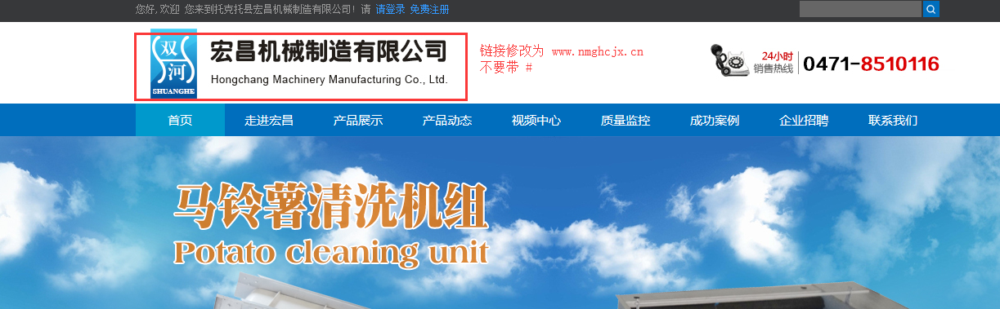 您好,欢迎 您来到托克托县宏昌机械制造有限公司! 请 请登录 免费注册
双河
SHUANGHE
宏昌机械制造有限公司
Hongchang Machinery Manufacturing Co., Ltd.
链接修改为 www.nmghcjx.cn
不要带 #
24小时
销售热线
0471-8510116
首页 走进宏昌 产品展示 产品动态 视频中心 质量监控 成功案例 企业招聘 联系我们
马铃薯清洗机组
Potato cleaning unit